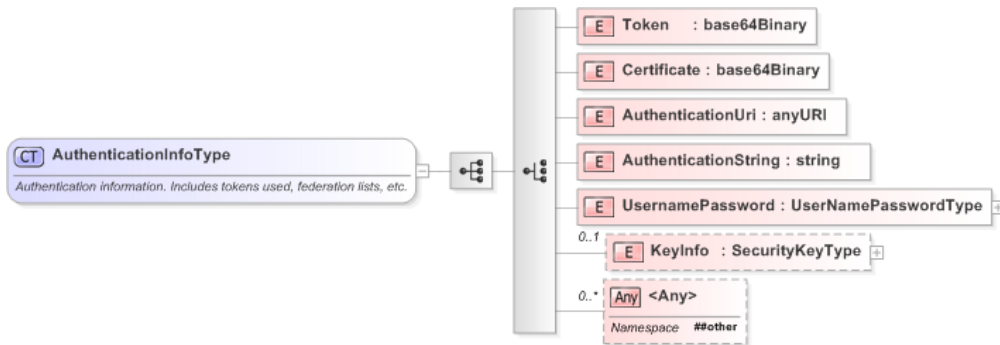 E Token : base64Binary
E Certificate : base64Binary
E AuthenticationUri : anyURI
CT AuthenticationInfoType
Authentication information. Includes tokens used, federation lists, etc.
E AuthenticationString : string
E UsernamePassword : UserNamePasswordType
0..1
E KeyInfo : SecurityKeyType
0..*
Any <Any>
Namespace ##other